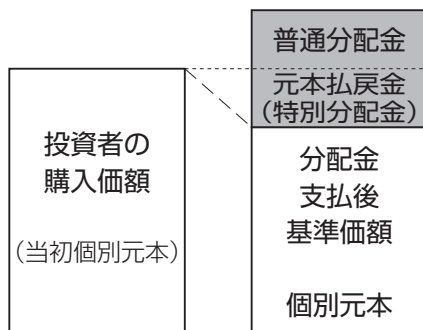 普通分配金
元本払戻金
（特別分配金）
投資者の
購入価額
（当初個別元本）
分配金
支払後
基準価額
個別元本